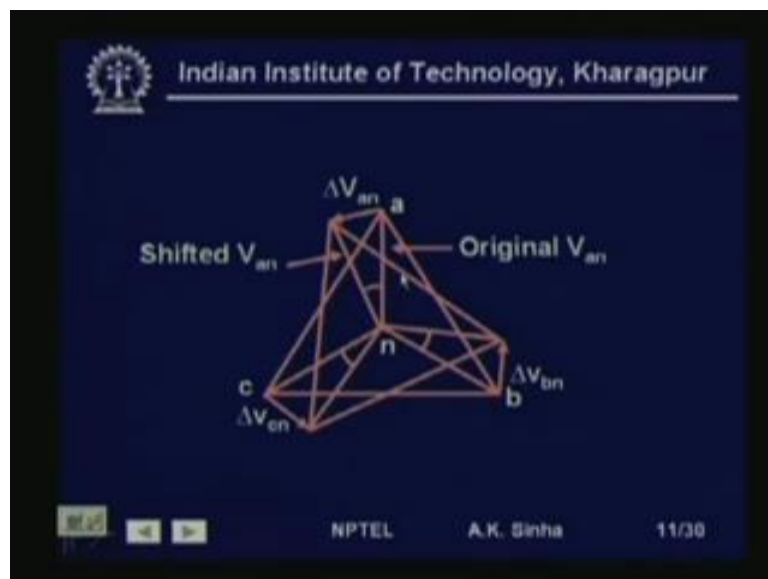 Indian Institute of Technology, Kharagpur
ΔVan a
Shifted Van
Original Van
n
c
ΔVbn
b
ΔVcn
NPTEL A.K. Sinha 11/30